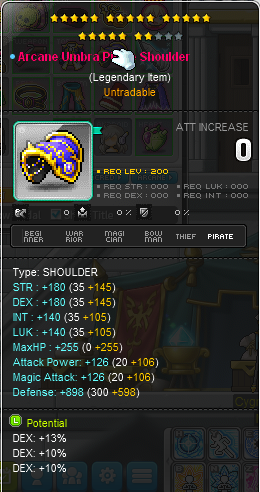 Arcane Umbra P Shoulder
(Legendary item)
Untradable
ATT INCREASE
0
REQ LEV : 200
REQ STR : 000 REQ LUK : 000
REQ DEX : 000 REQ INT : 000
0 0 % 0 %
BEGINNER WARRIOR MAGICIAN BOWMAN THIEF PIRATE
Type: SHOULDER
STR : +180 (35 +145)
DEX : +180 (35 +145)
INT : +140 (35 +105)
LUK : +140 (35 +105)
MaxHP : +255 (0 +255)
Attack Power: +126 (20 +106)
Magic Attack: +126 (20 +106)
Defense: +898 (300 +598)
L Potential
DEX: +13%
DEX: +10%
DEX: +10%